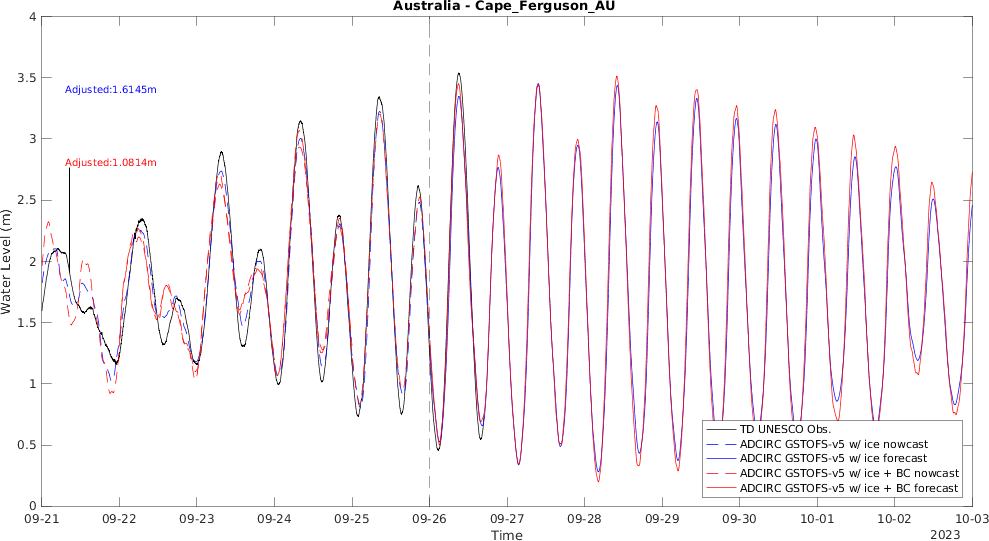 Australia - Cape_Ferguson_AU
4
3.5
3
2.5
2
1.5
1
0.5
0
Water Level (m)
Adjusted:1.6145m
Adjusted:1.0814m
TD UNESCO Obs.
ADCIRC GSTOFS-v5 w/ ice nowcast
ADCIRC GSTOFS-v5 w/ ice forecast
ADCIRC GSTOFS-v5 w/ ice + BC nowcast
ADCIRC GSTOFS-v5 w/ ice + BC forecast
09-21 09-22 09-23 09-24 09-25 09-26 09-27 09-28 09-29 09-30 10-01 10-02 10-03
Time
2023